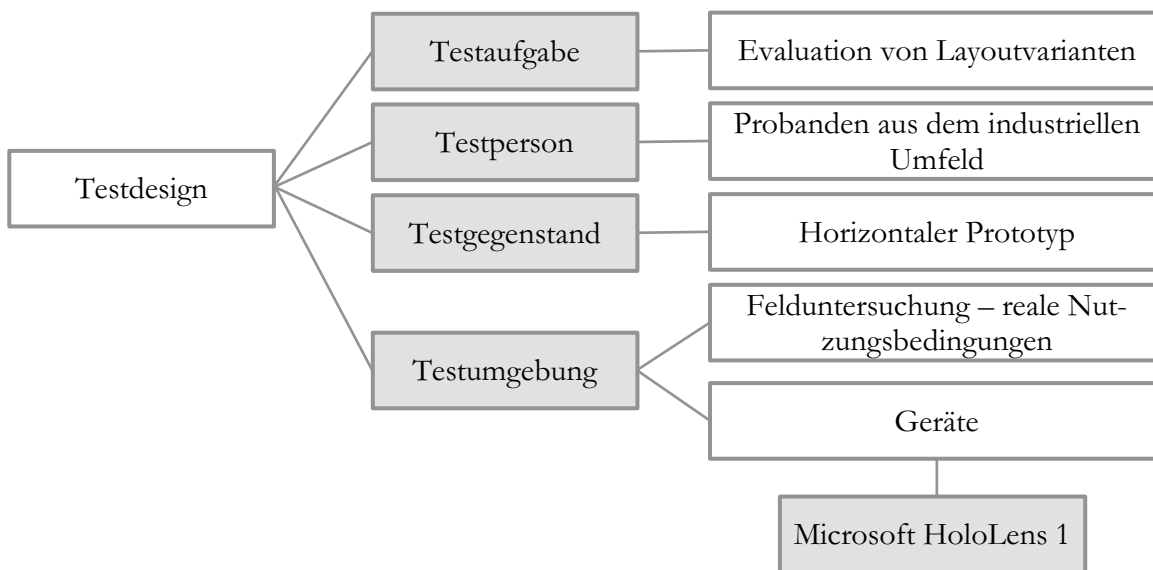 Testaufgabe
Evaluation von Layoutvarianten
Testperson
Probanden aus dem industriellen
Umfeld
Testdesign
Testgegenstand
Horizontaler Prototyp
Felduntersuchung – reale Nut-
zungsbedingungen
Testumgebung
Geräte
Microsoft HoloLens 1